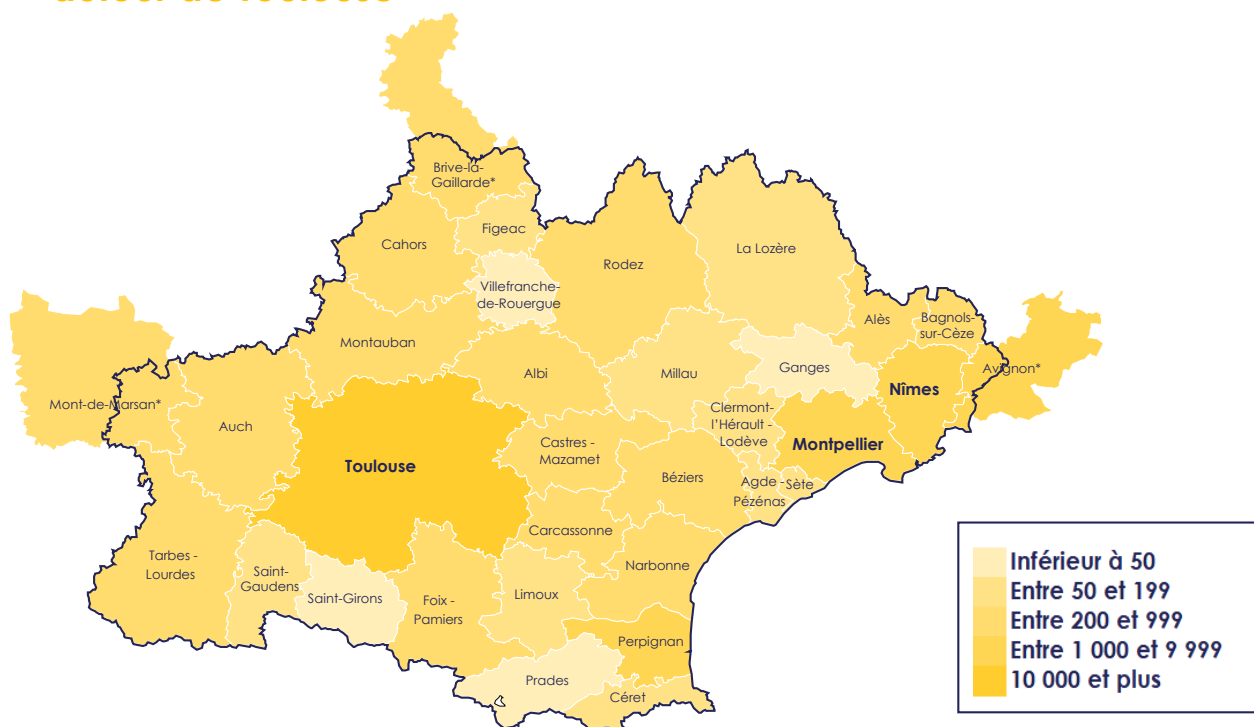 autour de Toulouse
Brive-la-
Gaillarde*
Figeac
Cahors
Rodez
La Lozère
Villefranche-
de-Rouergue
Alès
Bagnols-
sur-Cèze
Montauban
Albi
Millau
Ganges
Avignon*
Nîmes
Mont-de-Marsan*
Auch
Clermont-
l'Hérault -
Lodève
Montpellier
Castres -
Mazamet
Toulouse
Béziers
Agde -
Pézénas
Sète
Carcassonne
Tarbes -
Lourdes
Saint-
Gaudens
Saint-Girons
Foix -
Pamiers
Limoux
Narbonne
Perpignan
Prades
Céret
Inférieur à 50
Entre 50 et 199
Entre 200 et 999
Entre 1 000 et 9 999
10 000 et plus